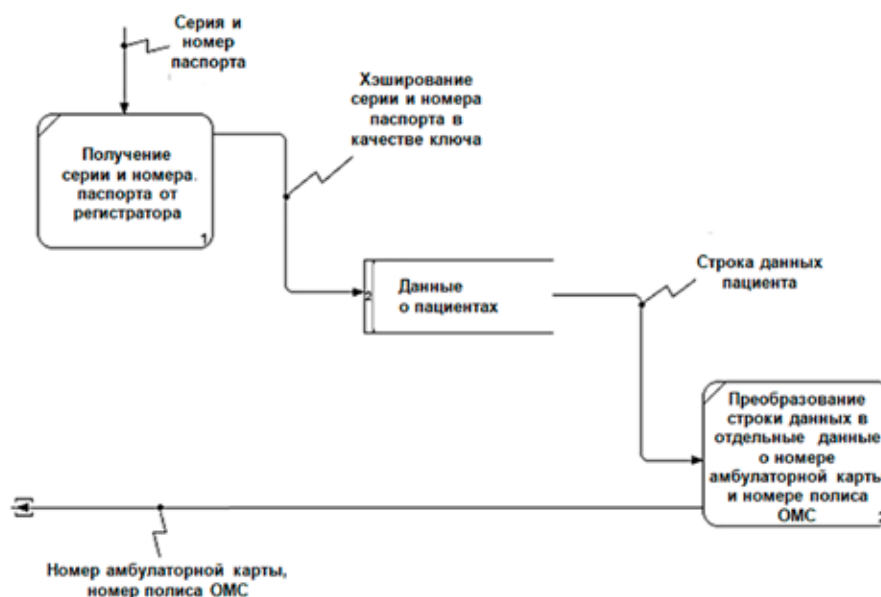 Серия и
номер
паспорта
Хэширование
серии и номера
паспорта в
качестве ключа
Получение
серии и номера.
паспорта от
регистратора
1
Строка данных
пациента
2
Данные
о пациентах
Преобразование
строки данных в
отдельные данные
о номере
амбулаторной карты
и номере полиса
ОМС
2
Номер амбулаторной карты,
номер полиса ОМС